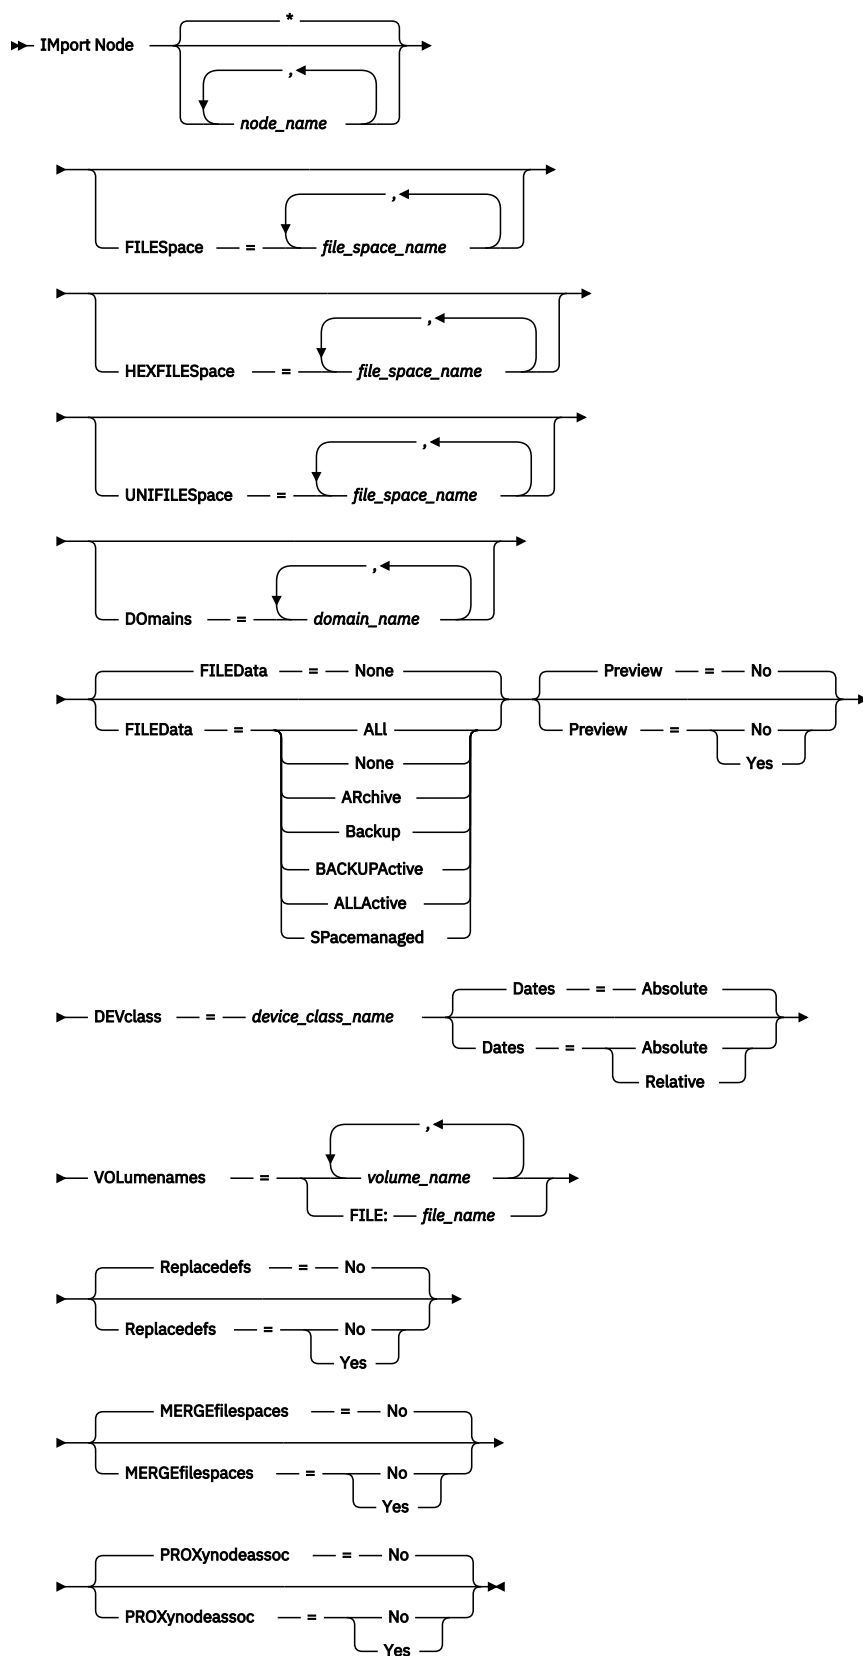 *
IMport Node
,
node_name
,
FILESpace = file_space_name
,
HEXFILESpace = file_space_name
,
UNIFILESpace = file_space_name
,
DOmains = domain_name
FILEData = None Preview = No
FILEData = ALl Preview = No
None Yes
ARchive
Backup
BACKUPActive
ALLActive
SPacemanaged
Dates = Absolute
DEVclass = device_class_name
Dates = Absolute
Relative
,
VOLumenames = volume_name
FILE: file_name
Replacedefs = No
Replacedefs = No
Yes
MERGEfilespaces = No
MERGEfilespaces = No
Yes
PROXynodeassoc = No
PROXynodeassoc = No
Yes